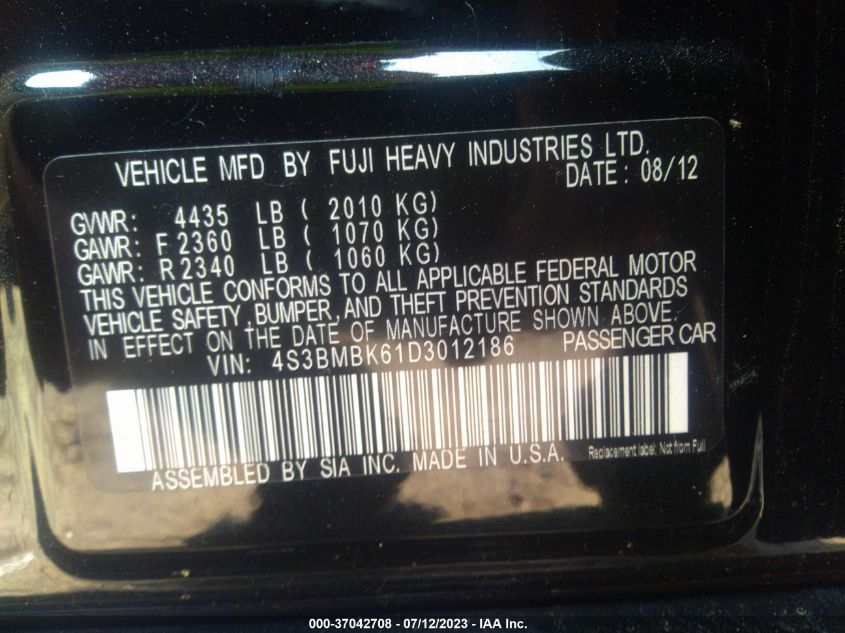 VEHICLE MFD BY FUJI HEAVY INDUSTRIES LTD.
DATE: 08/12
GVWR: 4435 LB ( 2010 KG)
GAWR: F 2360 LB ( 1070 KG)
GAWR: R 2340 LB ( 1060 KG)
THIS VEHICLE CONFORMS TO ALL APPLICABLE FEDERAL MOTOR
VEHICLE SAFETY, BUMPER, AND THEFT PREVENTION STANDARDS
IN EFFECT ON THE DATE OF MANUFACTURE SHOWN ABOVE.
VIN: 4S3BMBK61D3012186 PASSENGER CAR
ASSEMBLED BY SIA INC. MADE IN U.S.A.
Replacement label: Not from Fuji
000-37042708 - 07/12/2023 - IAA Inc.